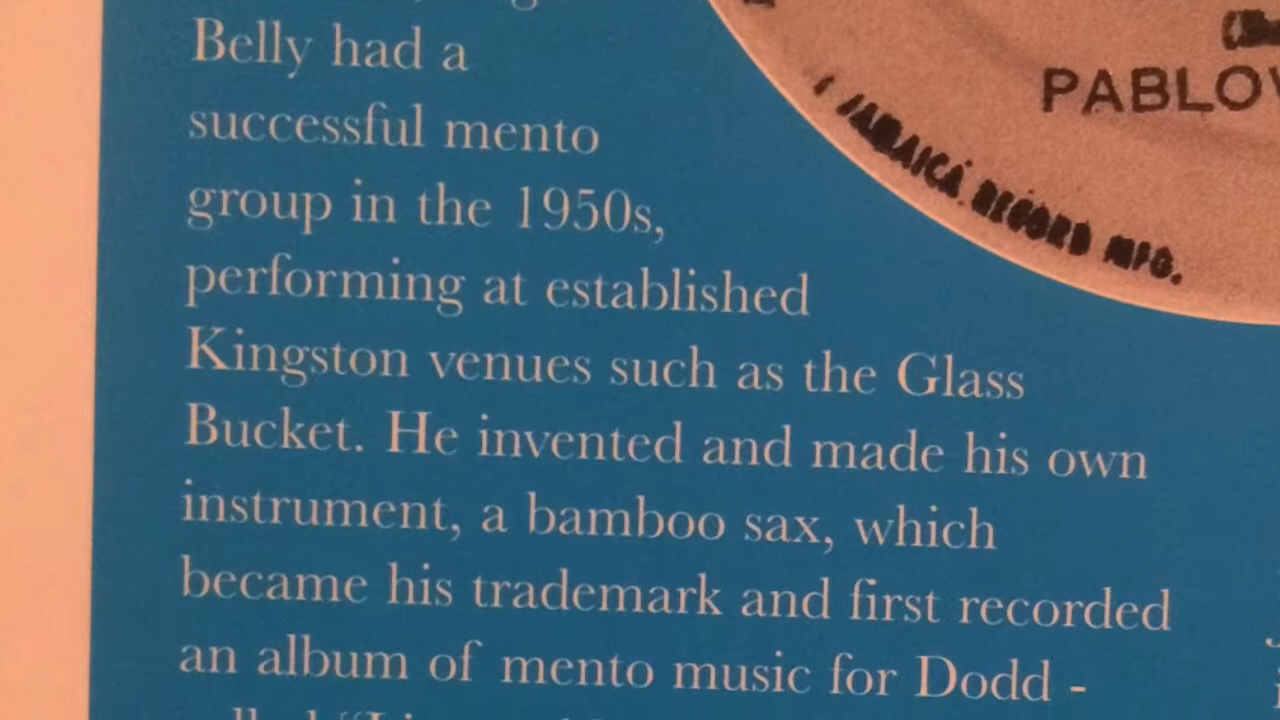 Belly had a
successful mento
group in the 1950s,
performing at established
Kingston venues such as the Glass
Bucket. He invented and made his own
instrument, a bamboo sax, which
became his trademark and first recorded
an album of mento music for Dodd -
PABLOV
JAMAICA RECORD MFG.